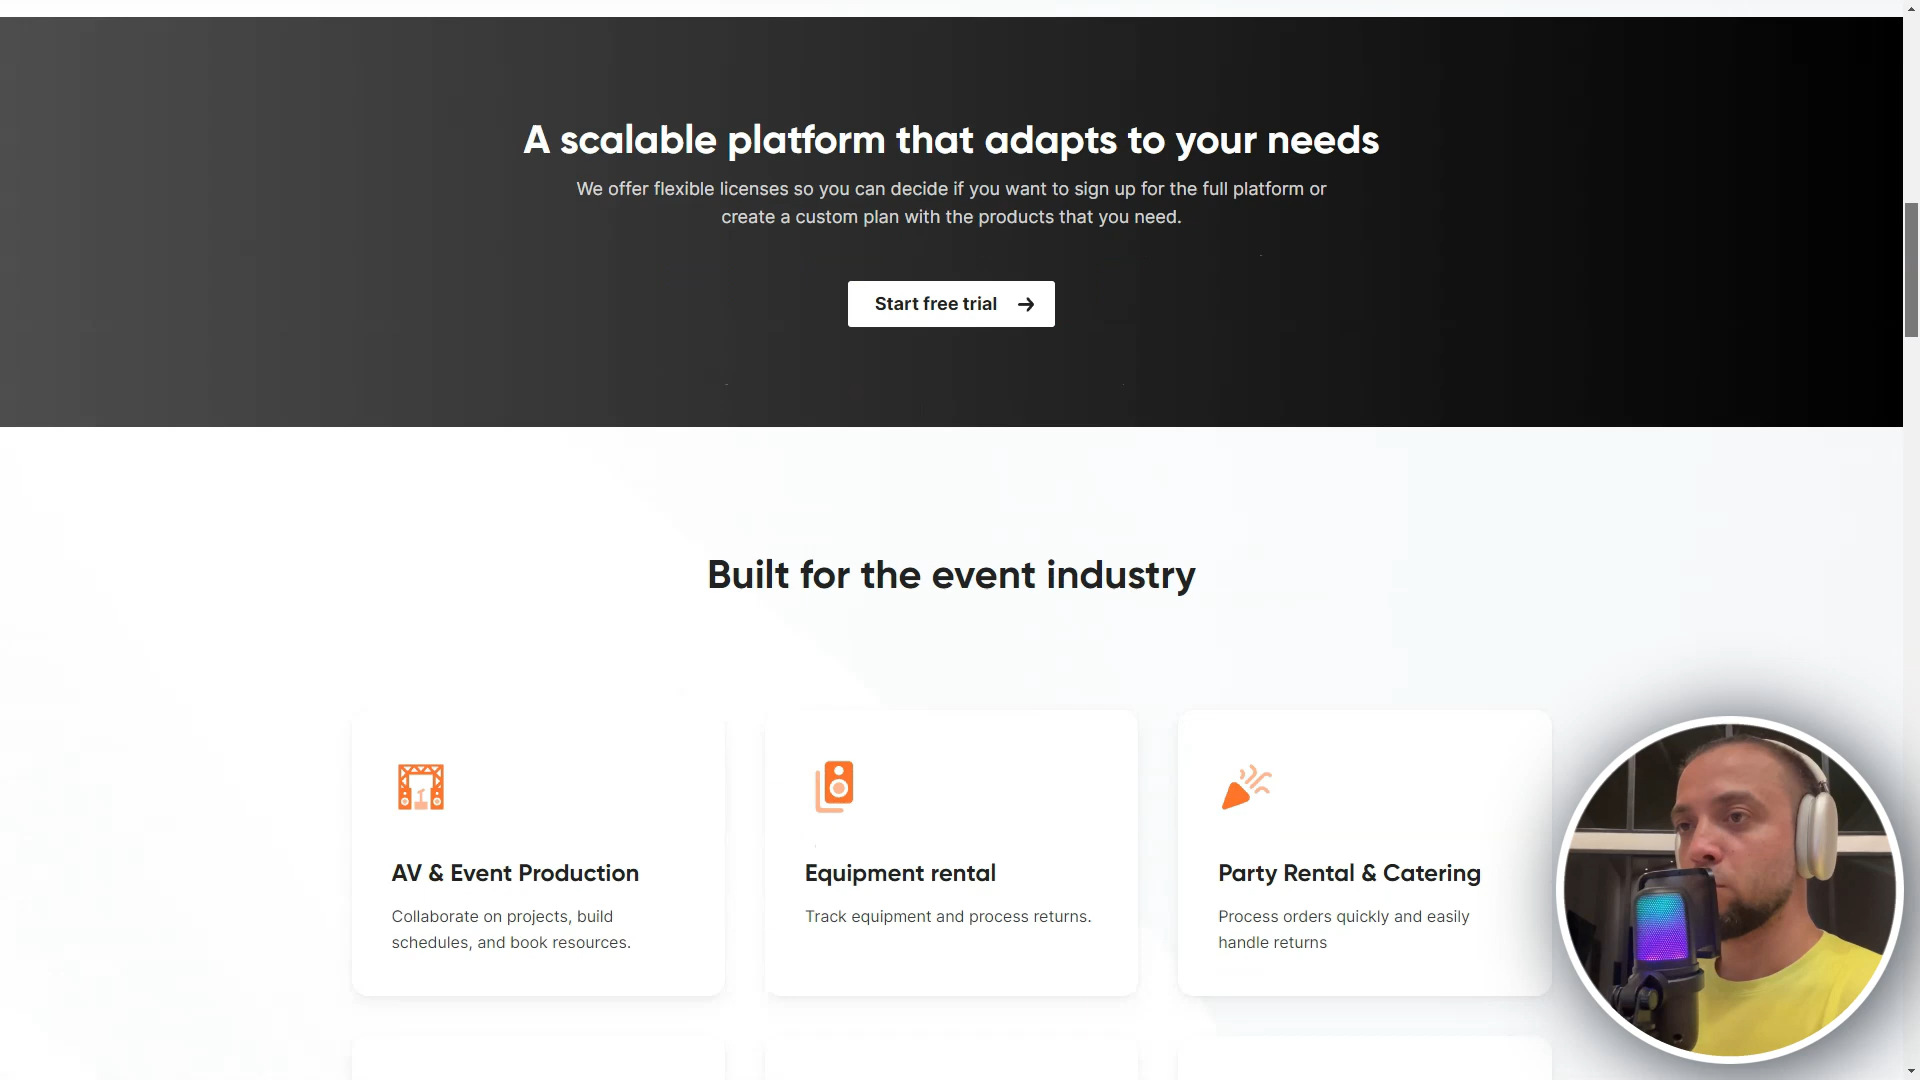 A scalable platform that adapts to your needs
We offer flexible licenses so you can decide if you want to sign up for the full platform or
create a custom plan with the products that you need.
Start free trial
Built for the event industry
AV & Event Production
Collaborate on projects, build
schedules, and book resources.
Equipment rental
Track equipment and process returns.
Party Rental & Catering
Process orders quickly and easily
handle returns